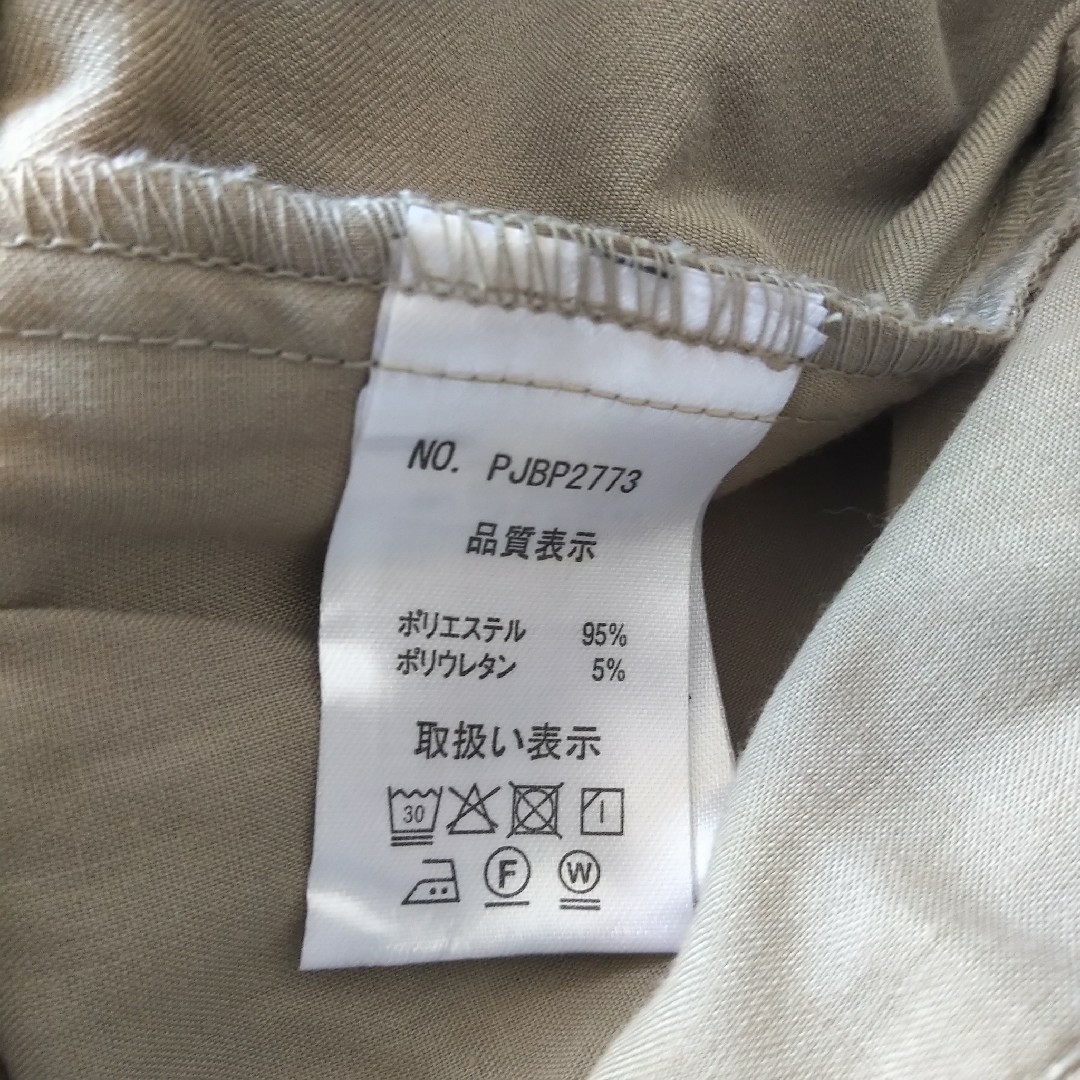 NO. PJBP2773
品質表示
ポリエステル 95%
ポリウレタン 5%
取扱い表示
30
F W